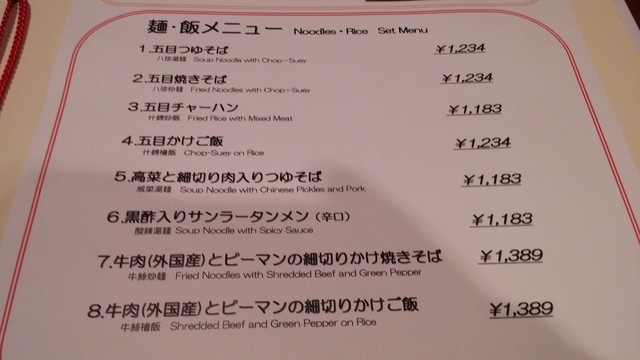 麺・飯メニュー Noodles・Rice Set Menu
1.五目つゆそば ¥1,234
八珍湯麺 Soup Noodle with Chop-Suey
2.五目焼きそば ¥1,234
八珍炒麺 Fried Noodles with Chop-Suey
3.五目チャーハン ¥1,183
什錦炒飯 Fried Rice with Mixed Meat
4.五目かけご飯 ¥1,234
什錦燴飯 Chop-Suey on Rice
5.高菜と細切り肉入りつゆそば ¥1,183
咸菜湯麺 Soup Noodle with Chinese Pickles and Pork
6.黒酢入りサンラータンメン（辛口） ¥1,183
酸辣湯麺 Soup Noodle with Spicy Sauce
7.牛肉(外国産)とピーマンの細切りかけ焼きそば ¥1,389
牛絲炒麺 Fried Noodles with Shredded Beef and Green Pepper
8.牛肉(外国産)とピーマンの細切りかけご飯 ¥1,389
牛絲燴飯 Shredded Beef and Green Pepper on Rice